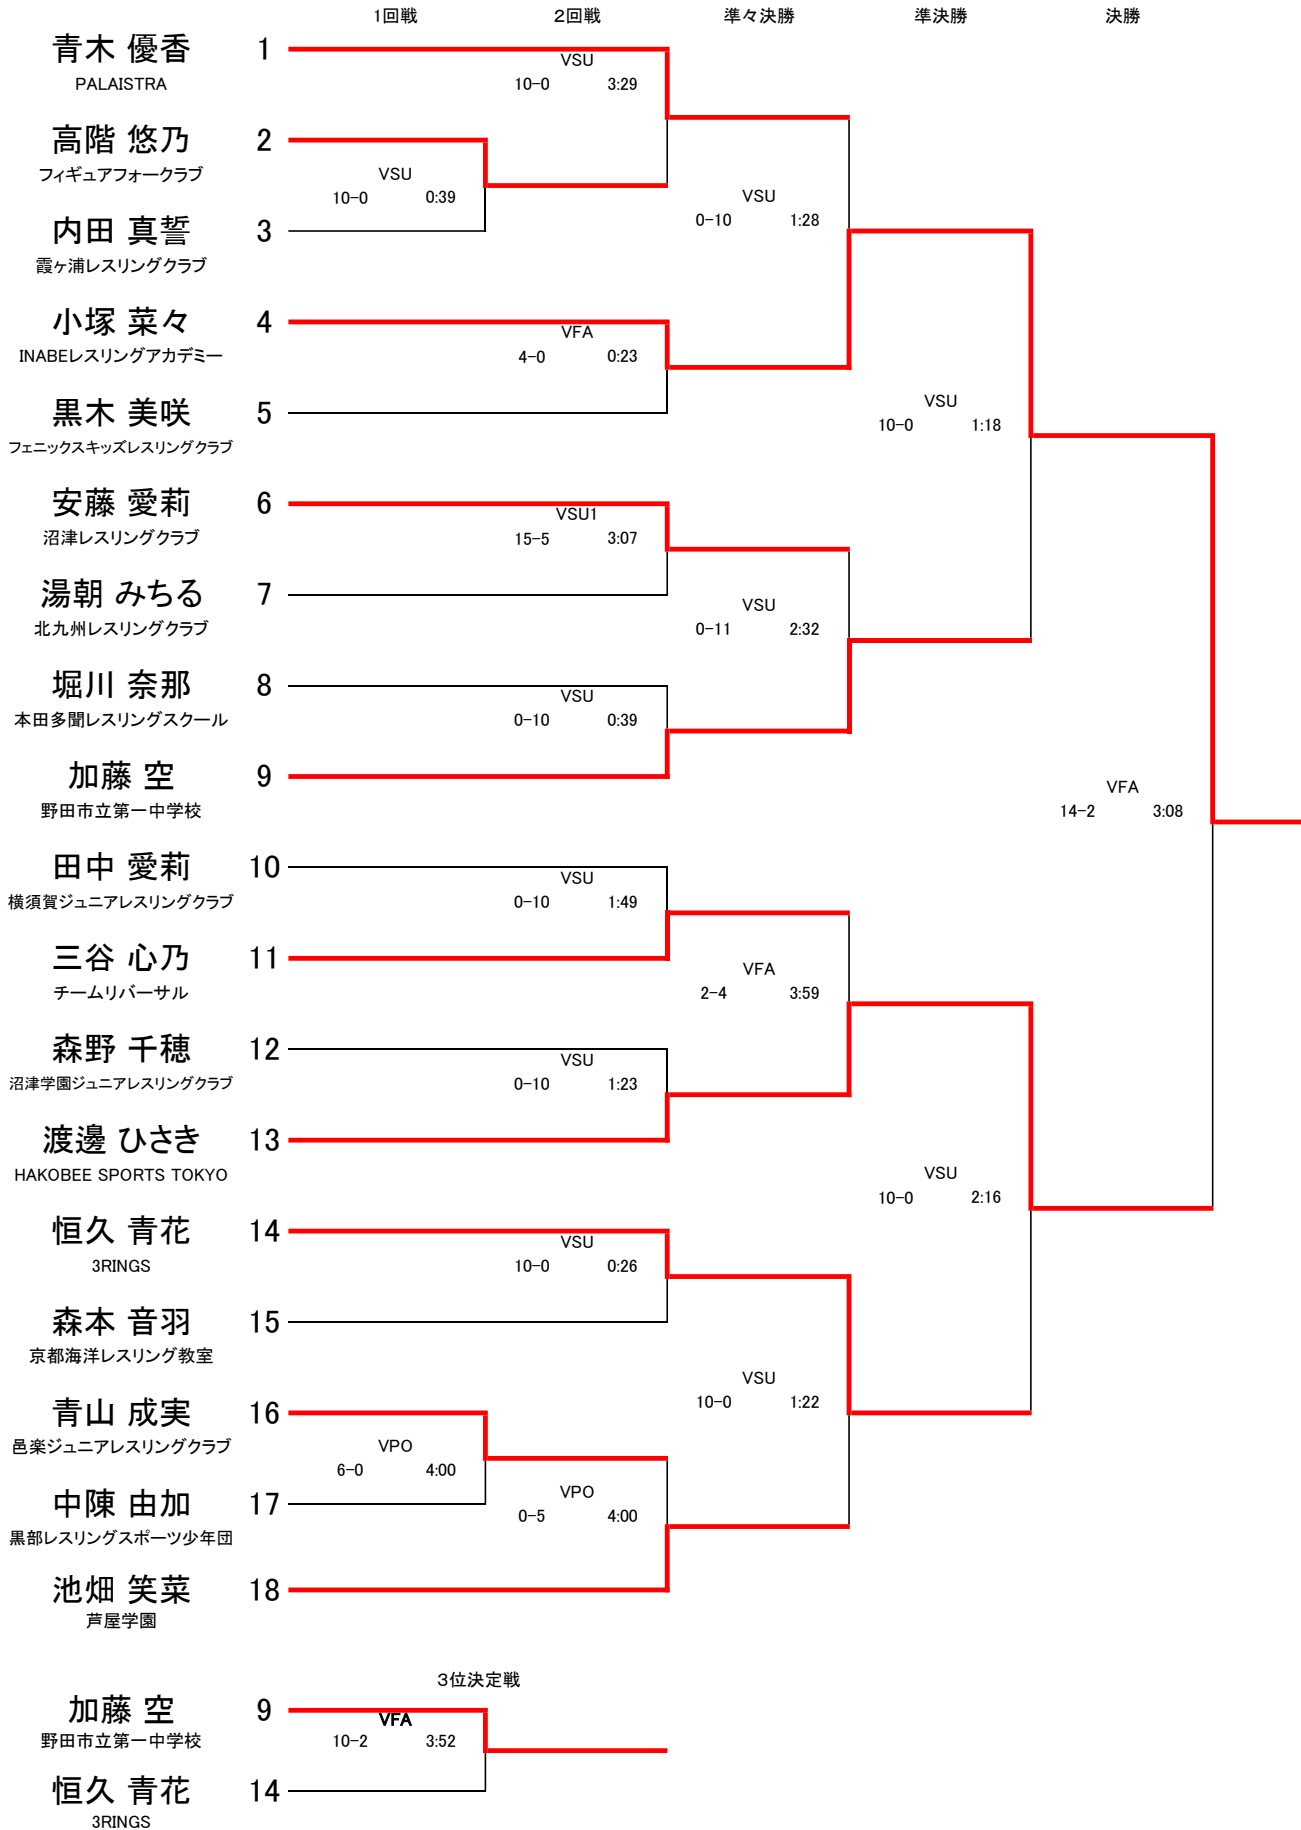 1回戦 2回戦 準々決勝 準決勝 決勝
青木 優香 1
PALAISTRA
VSU
10-0 3:29
高階 悠乃 2
フィギュアフォークラブ
VSU
10-0 0:39
内田 真誓 3
霞ヶ浦レスリングクラブ
VSU
0-10 1:28
小塚 菜々 4
INABEレスリングアカデミー
VFA
4-0 0:23
黒木 美咲 5
フェニックスキッズレスリングクラブ
VSU
10-0 1:18
安藤 愛莉 6
沼津レスリングクラブ
VSU1
15-5 3:07
湯朝 みちる 7
北九州レスリングクラブ
VSU
0-11 2:32
堀川 奈那 8
本田多聞レスリングスクール
VSU
0-10 0:39
加藤 空 9
野田市立第一中学校
VFA
14-2 3:08
田中 愛莉 10
横須賀ジュニアレスリングクラブ
VSU
0-10 1:49
三谷 心乃 11
チームリバーサル
VFA
2-4 3:59
森野 千穂 12
沼津学園ジュニアレスリングクラブ
VSU
0-10 1:23
渡邊 ひさき 13
HAKOBEE SPORTS TOKYO
VSU
10-0 2:16
恒久 青花 14
3RINGS
VSU
10-0 0:26
森本 音羽 15
京都海洋レスリング教室
VSU
10-0 1:22
青山 成実 16
邑楽ジュニアレスリングクラブ
VPO
6-0 4:00
中陳 由加 17
黒部レスリングスポーツ少年団
VPO
0-5 4:00
池畑 笑菜 18
芦屋学園
3位決定戦
加藤 空 9
野田市立第一中学校
VFA
10-2 3:52
恒久 青花 14
3RINGS